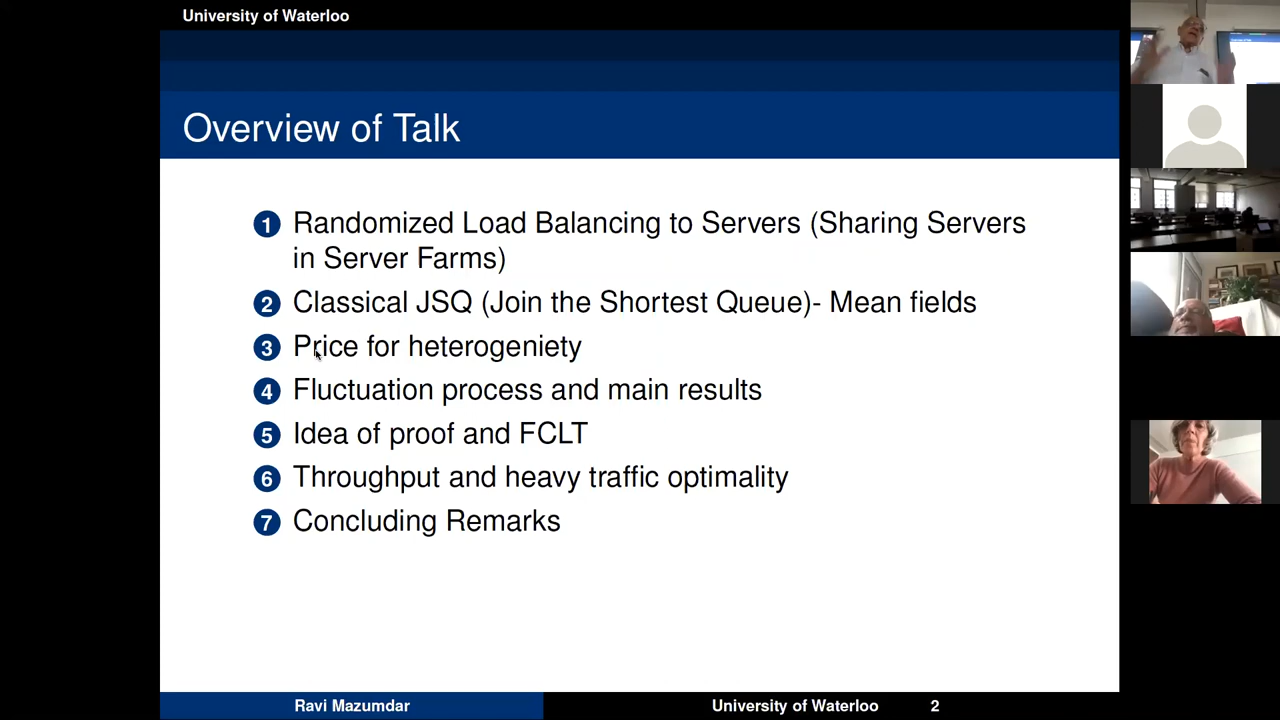 University of Waterloo
Overview of Talk
1 Randomized Load Balancing to Servers (Sharing Servers
in Server Farms)
2 Classical JSQ (Join the Shortest Queue)- Mean fields
3 Price for heterogeniety
4 Fluctuation process and main results
5 Idea of proof and FCLT
6 Throughput and heavy traffic optimality
7 Concluding Remarks
Ravi Mazumdar University of Waterloo 2